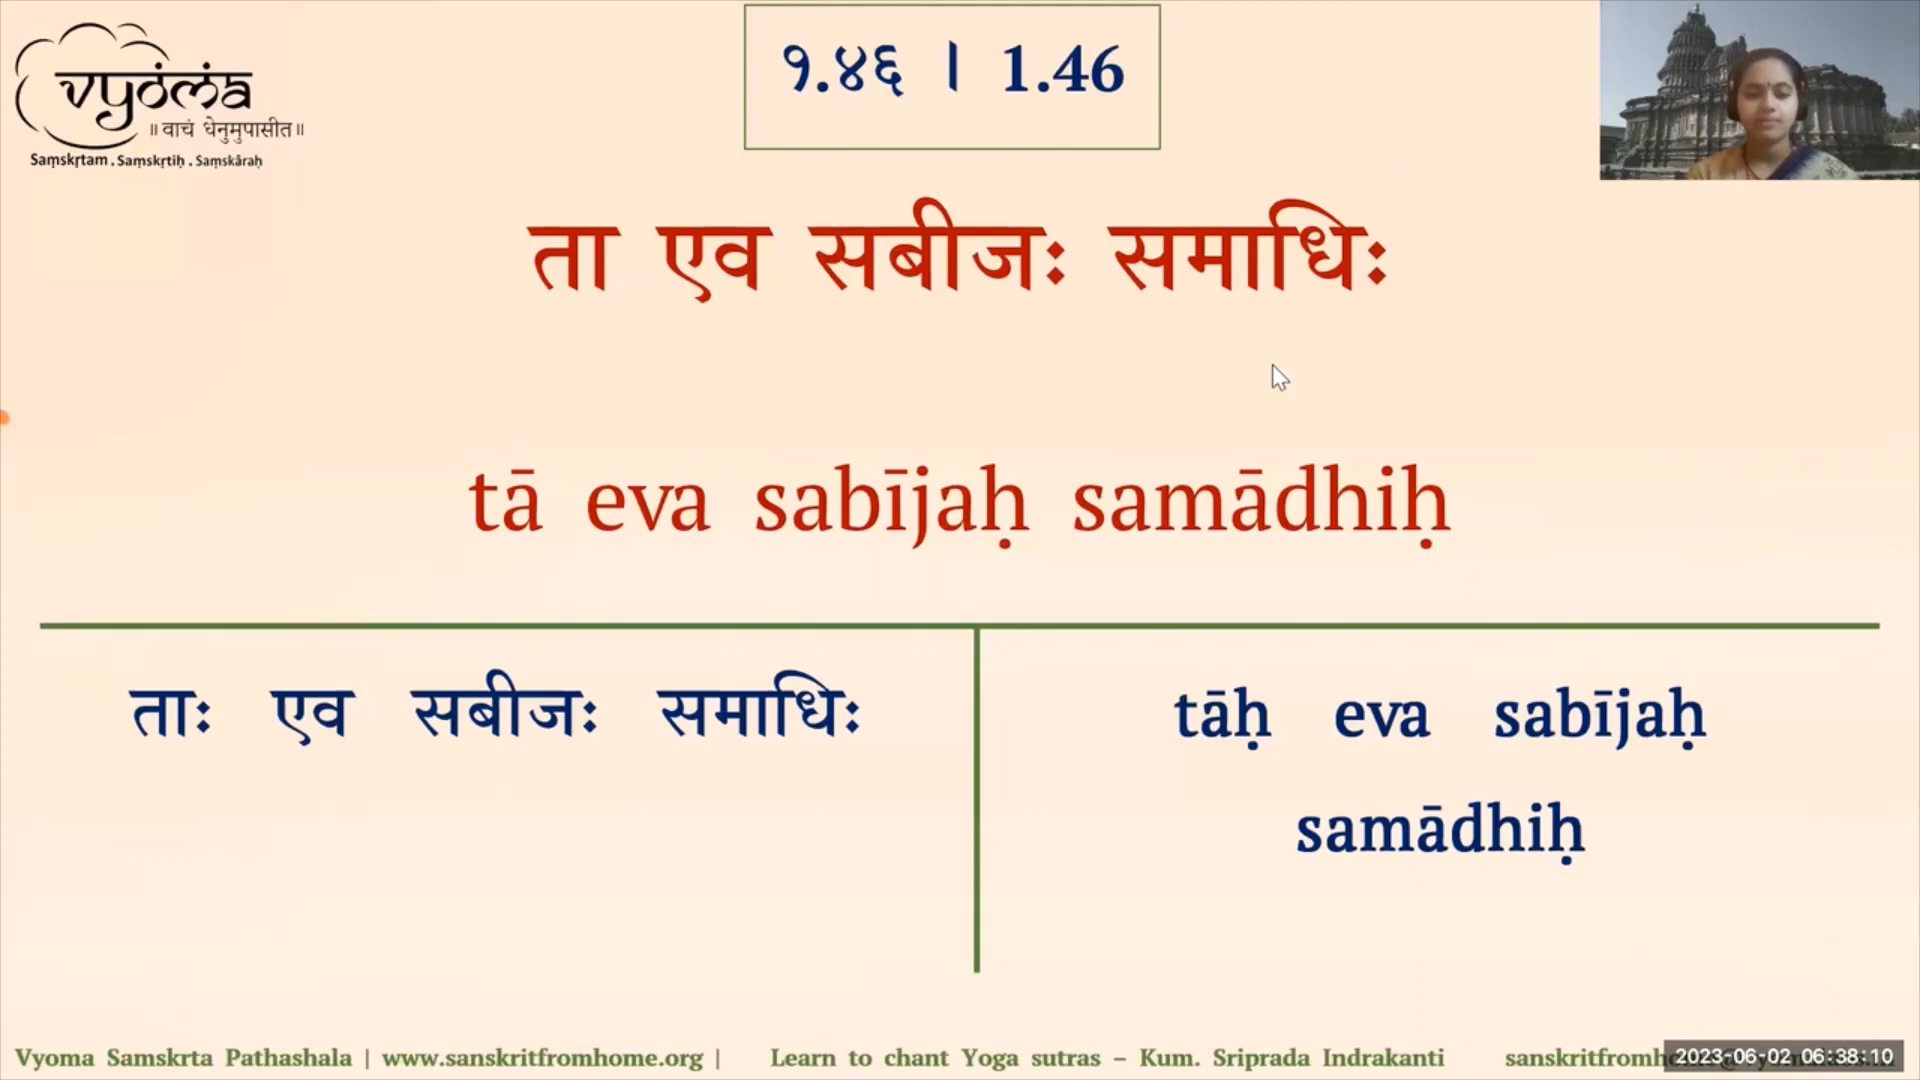 १.४६ । 1.46
vyoma
॥ वाचं धेनुमुपासीत ॥
Saṃskṛtam . Saṃskṛtiḥ . Saṃskāraḥ
ता एव सबीजः समाधिः
tā eva sabījaḥ samādhiḥ
ताः एव सबीजः समाधिः
tāḥ eva sabījaḥ
samādhiḥ
Vyoma Samskrta Pathashala | www.sanskritfromhome.org | Learn to chant Yoga sutras – Kum. Sriprada Indrakanti
2023-06-02 06:38:10